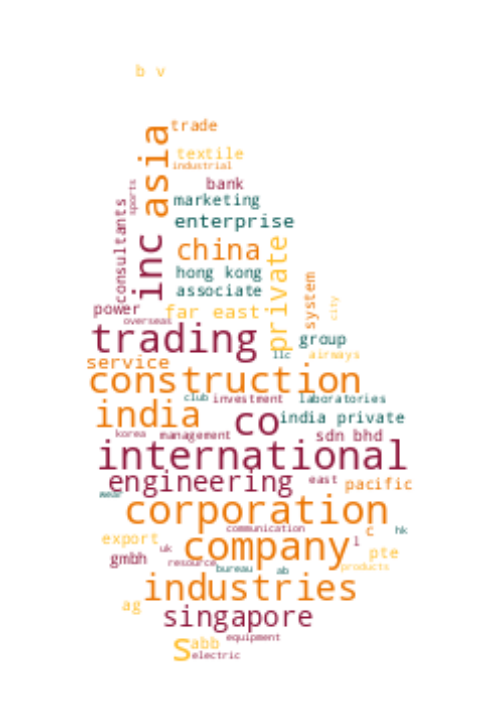 b v
trade
asia
textile
industrial
bank
sports
marketing
consultants
enterprise
inc
china
private
hong kong
system
associate
city
power
far east
overseas
trading
group
llc
airways
service
construction
club
investment
laboratories
india
co
india private
korea
management
sdn bhd
international
engineering
east
pacific
wear
corporation
communication
c
hk
export
company
l
uk
pte
gmbh
resource
bureau
ab
products
industries
ag
singapore
equipment
s
abb
electric